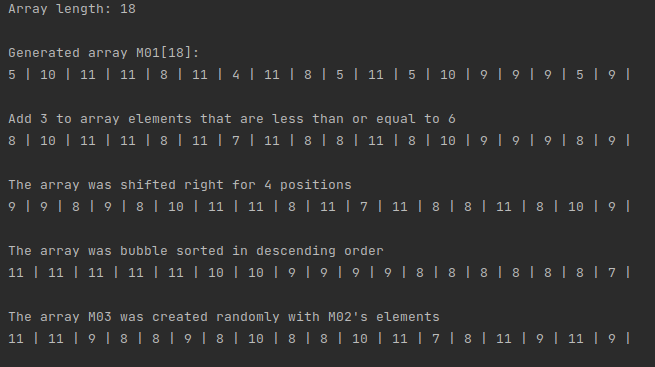 Array length: 18
Generated array M01[18]:
5 | 10 | 11 | 11 | 8 | 11 | 4 | 11 | 8 | 5 | 11 | 5 | 10 | 9 | 9 | 9 | 5 | 9 |
Add 3 to array elements that are less than or equal to 6
8 | 10 | 11 | 11 | 8 | 11 | 7 | 11 | 8 | 8 | 11 | 8 | 10 | 9 | 9 | 9 | 8 | 9 |
The array was shifted right for 4 positions
9 | 9 | 8 | 9 | 8 | 10 | 11 | 11 | 8 | 11 | 7 | 11 | 8 | 8 | 11 | 8 | 10 | 9 |
The array was bubble sorted in descending order
11 | 11 | 11 | 11 | 11 | 10 | 10 | 9 | 9 | 9 | 9 | 8 | 8 | 8 | 8 | 8 | 8 | 7 |
The array M03 was created randomly with M02's elements
11 | 11 | 9 | 8 | 8 | 9 | 8 | 10 | 8 | 8 | 10 | 11 | 7 | 8 | 11 | 9 | 11 | 9 |